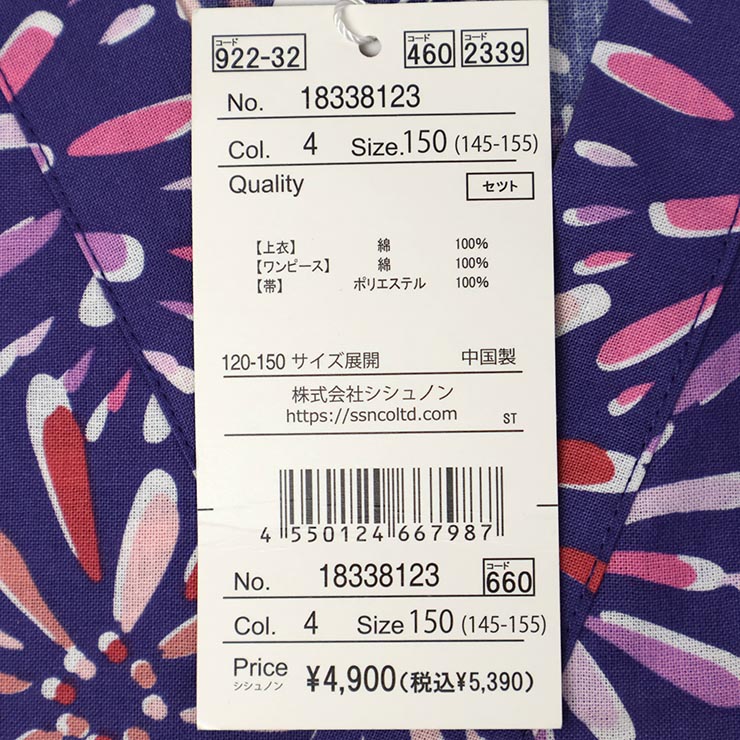 コード 922-32 コード 460 コード 2339
No. 18338123
Col. 4 Size.150 (145-155)
Quality セット
【上衣】 綿 100%
【ワンピース】 綿 100%
【帯】 ポリエステル 100%
120-150 サイズ展開 中国製
株式会社シシュノン
https://ssncoltd.com ST
4 550124 667987
No. 18338123 コード 660
Col. 4 Size 150 (145-155)
Price シシュノン ¥4,900(税込¥5,390)